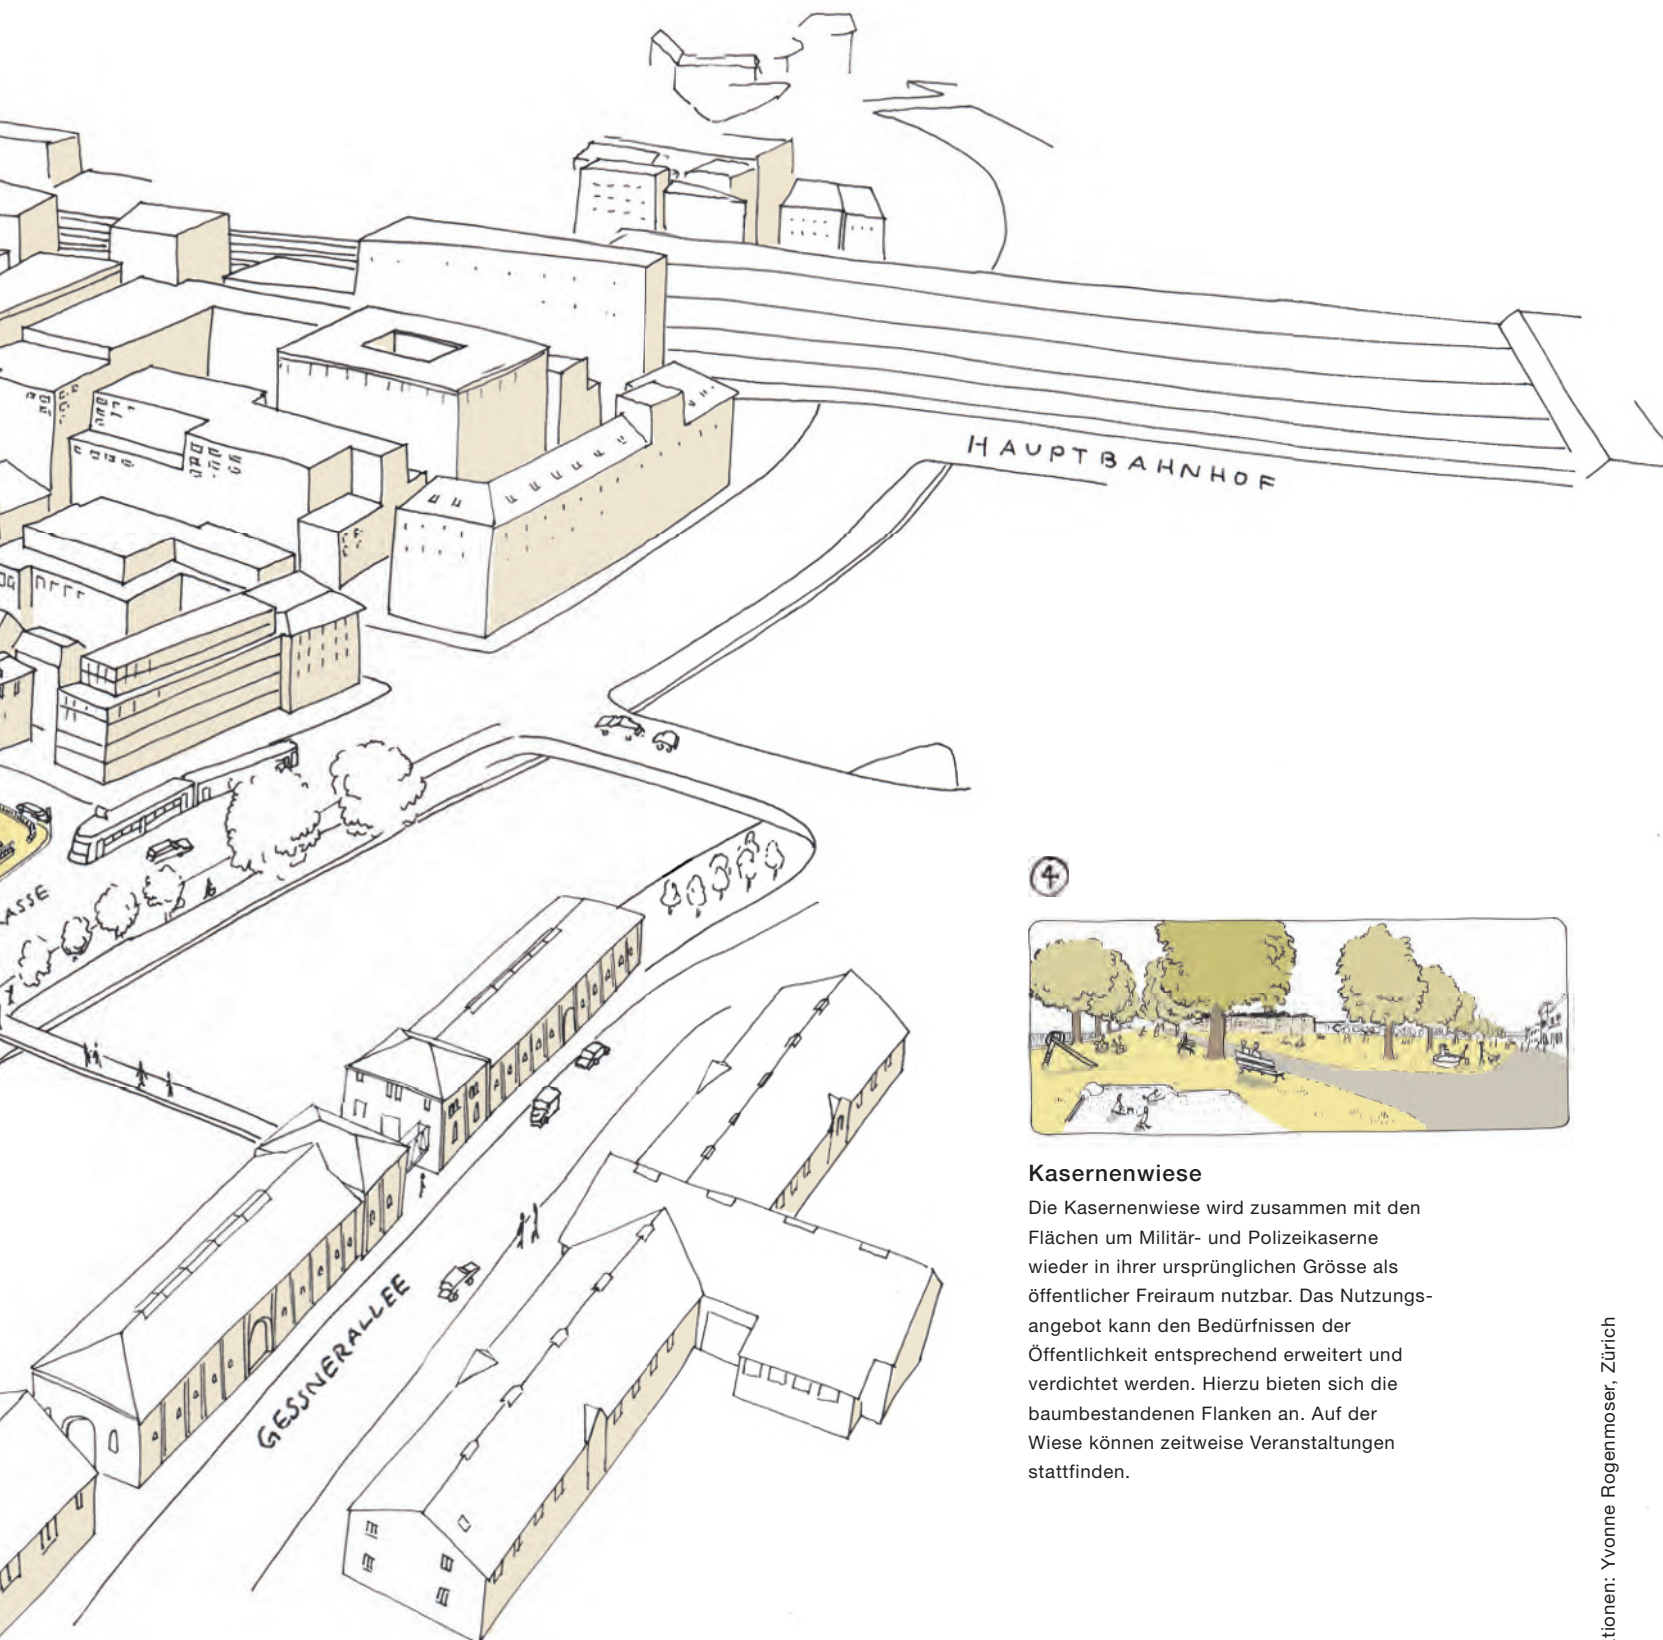 HAUPTBAHNHOF
GESSNERALLEE
4
Kasernenwiese
Die Kasernenwiese wird zusammen mit den
Flächen um Militär- und Polizeikaserne
wieder in ihrer ursprünglichen Grösse als
öffentlicher Freiraum nutzbar. Das Nutzungs-
angebot kann den Bedürfnissen der
Öffentlichkeit entsprechend erweitert und
verdichtet werden. Hierzu bieten sich die
baumbestandenen Flanken an. Auf der
Wiese können zeitweise Veranstaltungen
stattfinden.
tionen: Yvonne Rogenmoser, Zürich